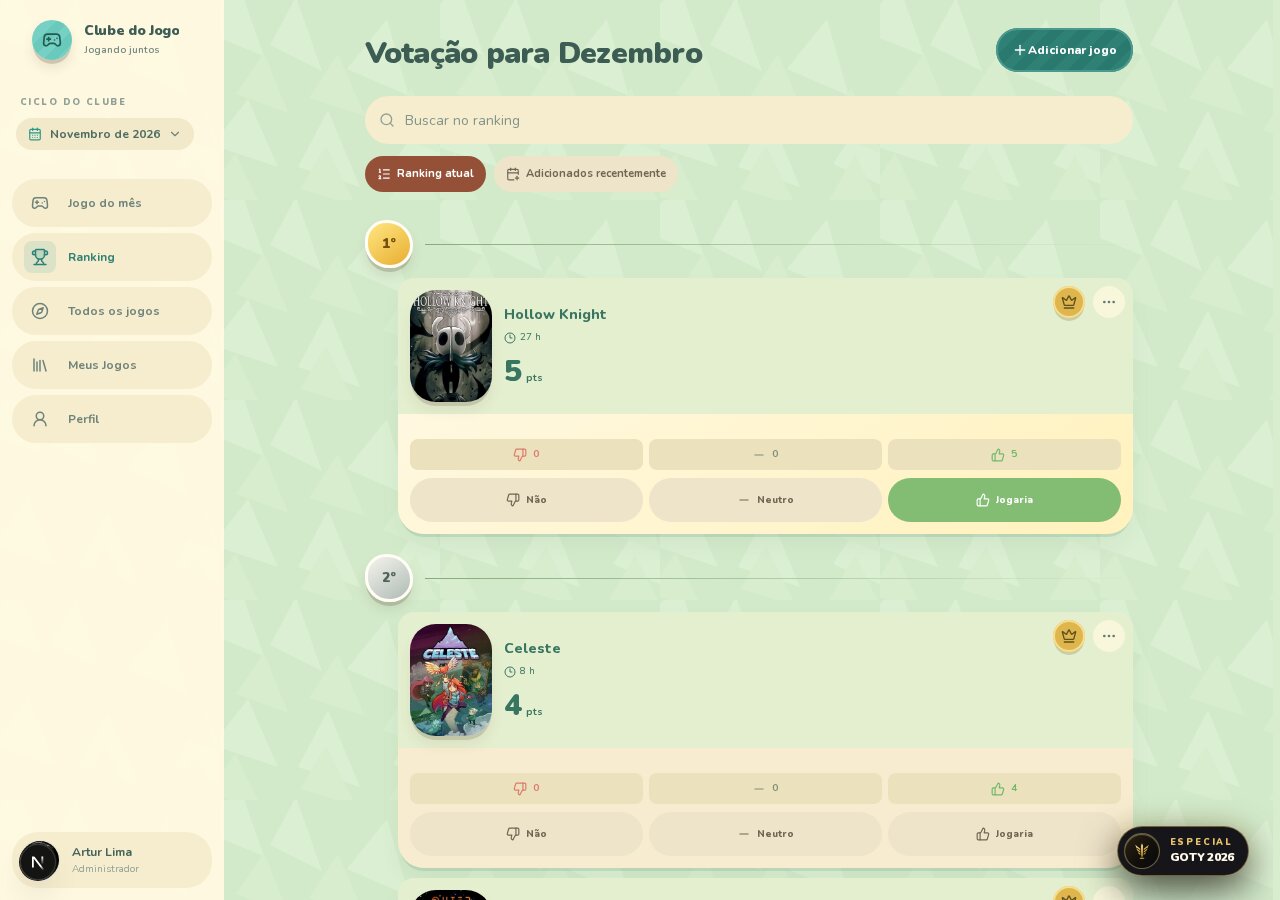 Clube do Jogo
Jogando juntos
CICLO DO CLUBE
Novembro de 2026
Jogo do mês
Ranking
Todos os jogos
Meus Jogos
Perfil
Artur Lima
Administrador
N
Votação para Dezembro
Adicionar jogo
Buscar no ranking
Ranking atual
Adicionados recentemente
1º
HOLLOW KNIGHT
Hollow Knight
27 h
5 pts
0
0
5
Não
Neutro
Jogaria
2º
CELESTE
Celeste
8 h
4 pts
0
0
4
Não
Neutro
Jogaria
ESPECIAL
GOTY 2026